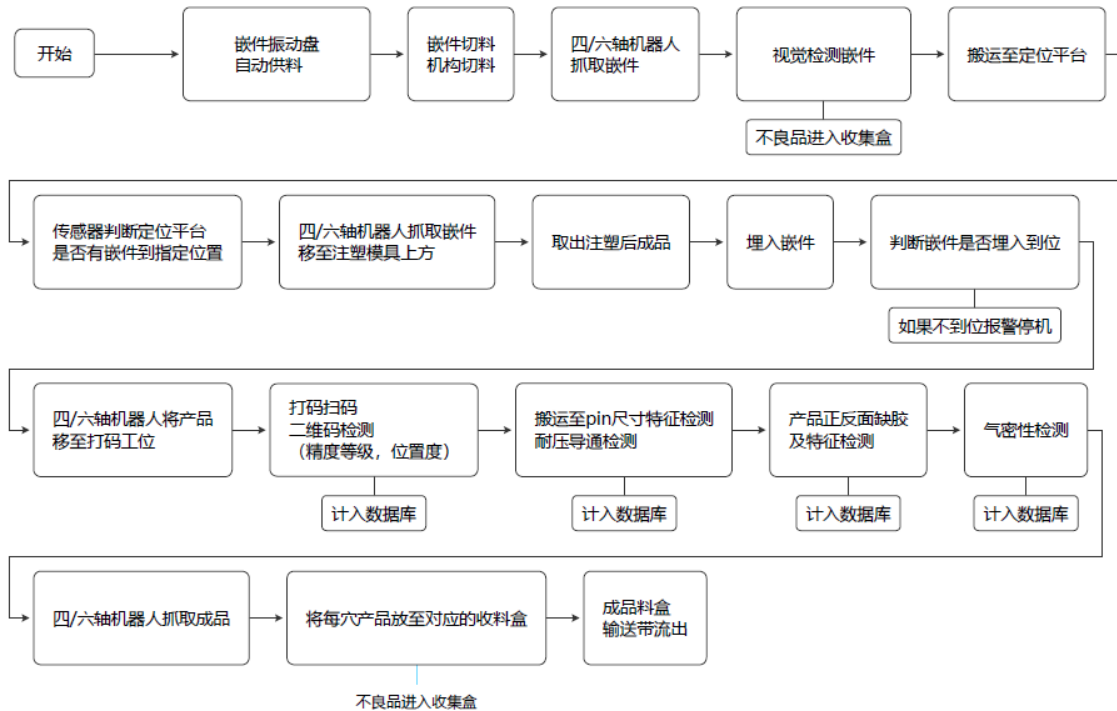 开始
嵌件振动盘
自动供料
嵌件切料
机构切料
四/六轴机器人
抓取嵌件
视觉检测嵌件
搬运至定位平台
不良品进入收集盒
传感器判断定位平台
是否有嵌件到指定位置
四/六轴机器人抓取嵌件
移至注塑模具上方
取出注塑后成品
埋入嵌件
判断嵌件是否埋入到位
如果不到位报警停机
四/六轴机器人将产品
移至打码工位
打码扫码
二维码检测
（精度等级，位置度）
搬运至pin尺寸特征检测
耐压导通检测
产品正反面缺胶
及特征检测
气密性检测
计入数据库
计入数据库
计入数据库
计入数据库
四/六轴机器人抓取成品
将每穴产品放至对应的收料盒
成品料盒
输送带流出
不良品进入收集盒